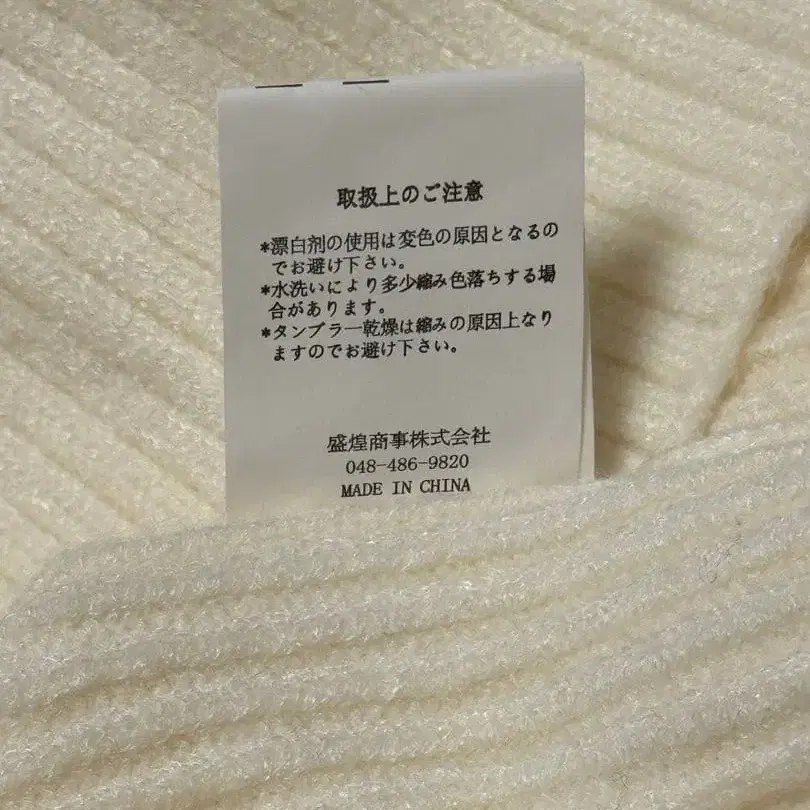 取扱上のご注意
*漂白剤の使用は変色の原因となるの
でお避け下さい。
*水洗いにより多少縮み色落ちする場
合があります。
*タンブラー乾燥は縮みの原因上なり
ますのでお避け下さい。
盛煌商事株式会社
048-486-9820
MADE IN CHINA